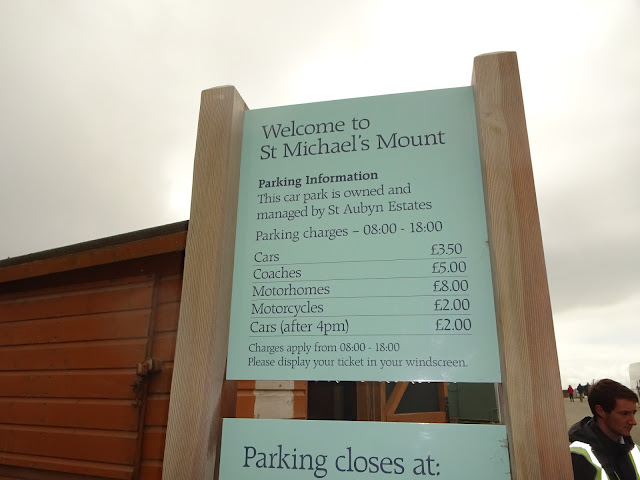 Welcome to
St Michael's Mount
Parking Information
This car park is owned and
managed by St Aubyn Estates
Parking charges – 08:00 - 18:00
Cars £3.50
Coaches £5.00
Motorhomes £8.00
Motorcycles £2.00
Cars (after 4pm) £2.00
Charges apply from 08:00 - 18:00
Please display your ticket in your windscreen.
Parking closes at: